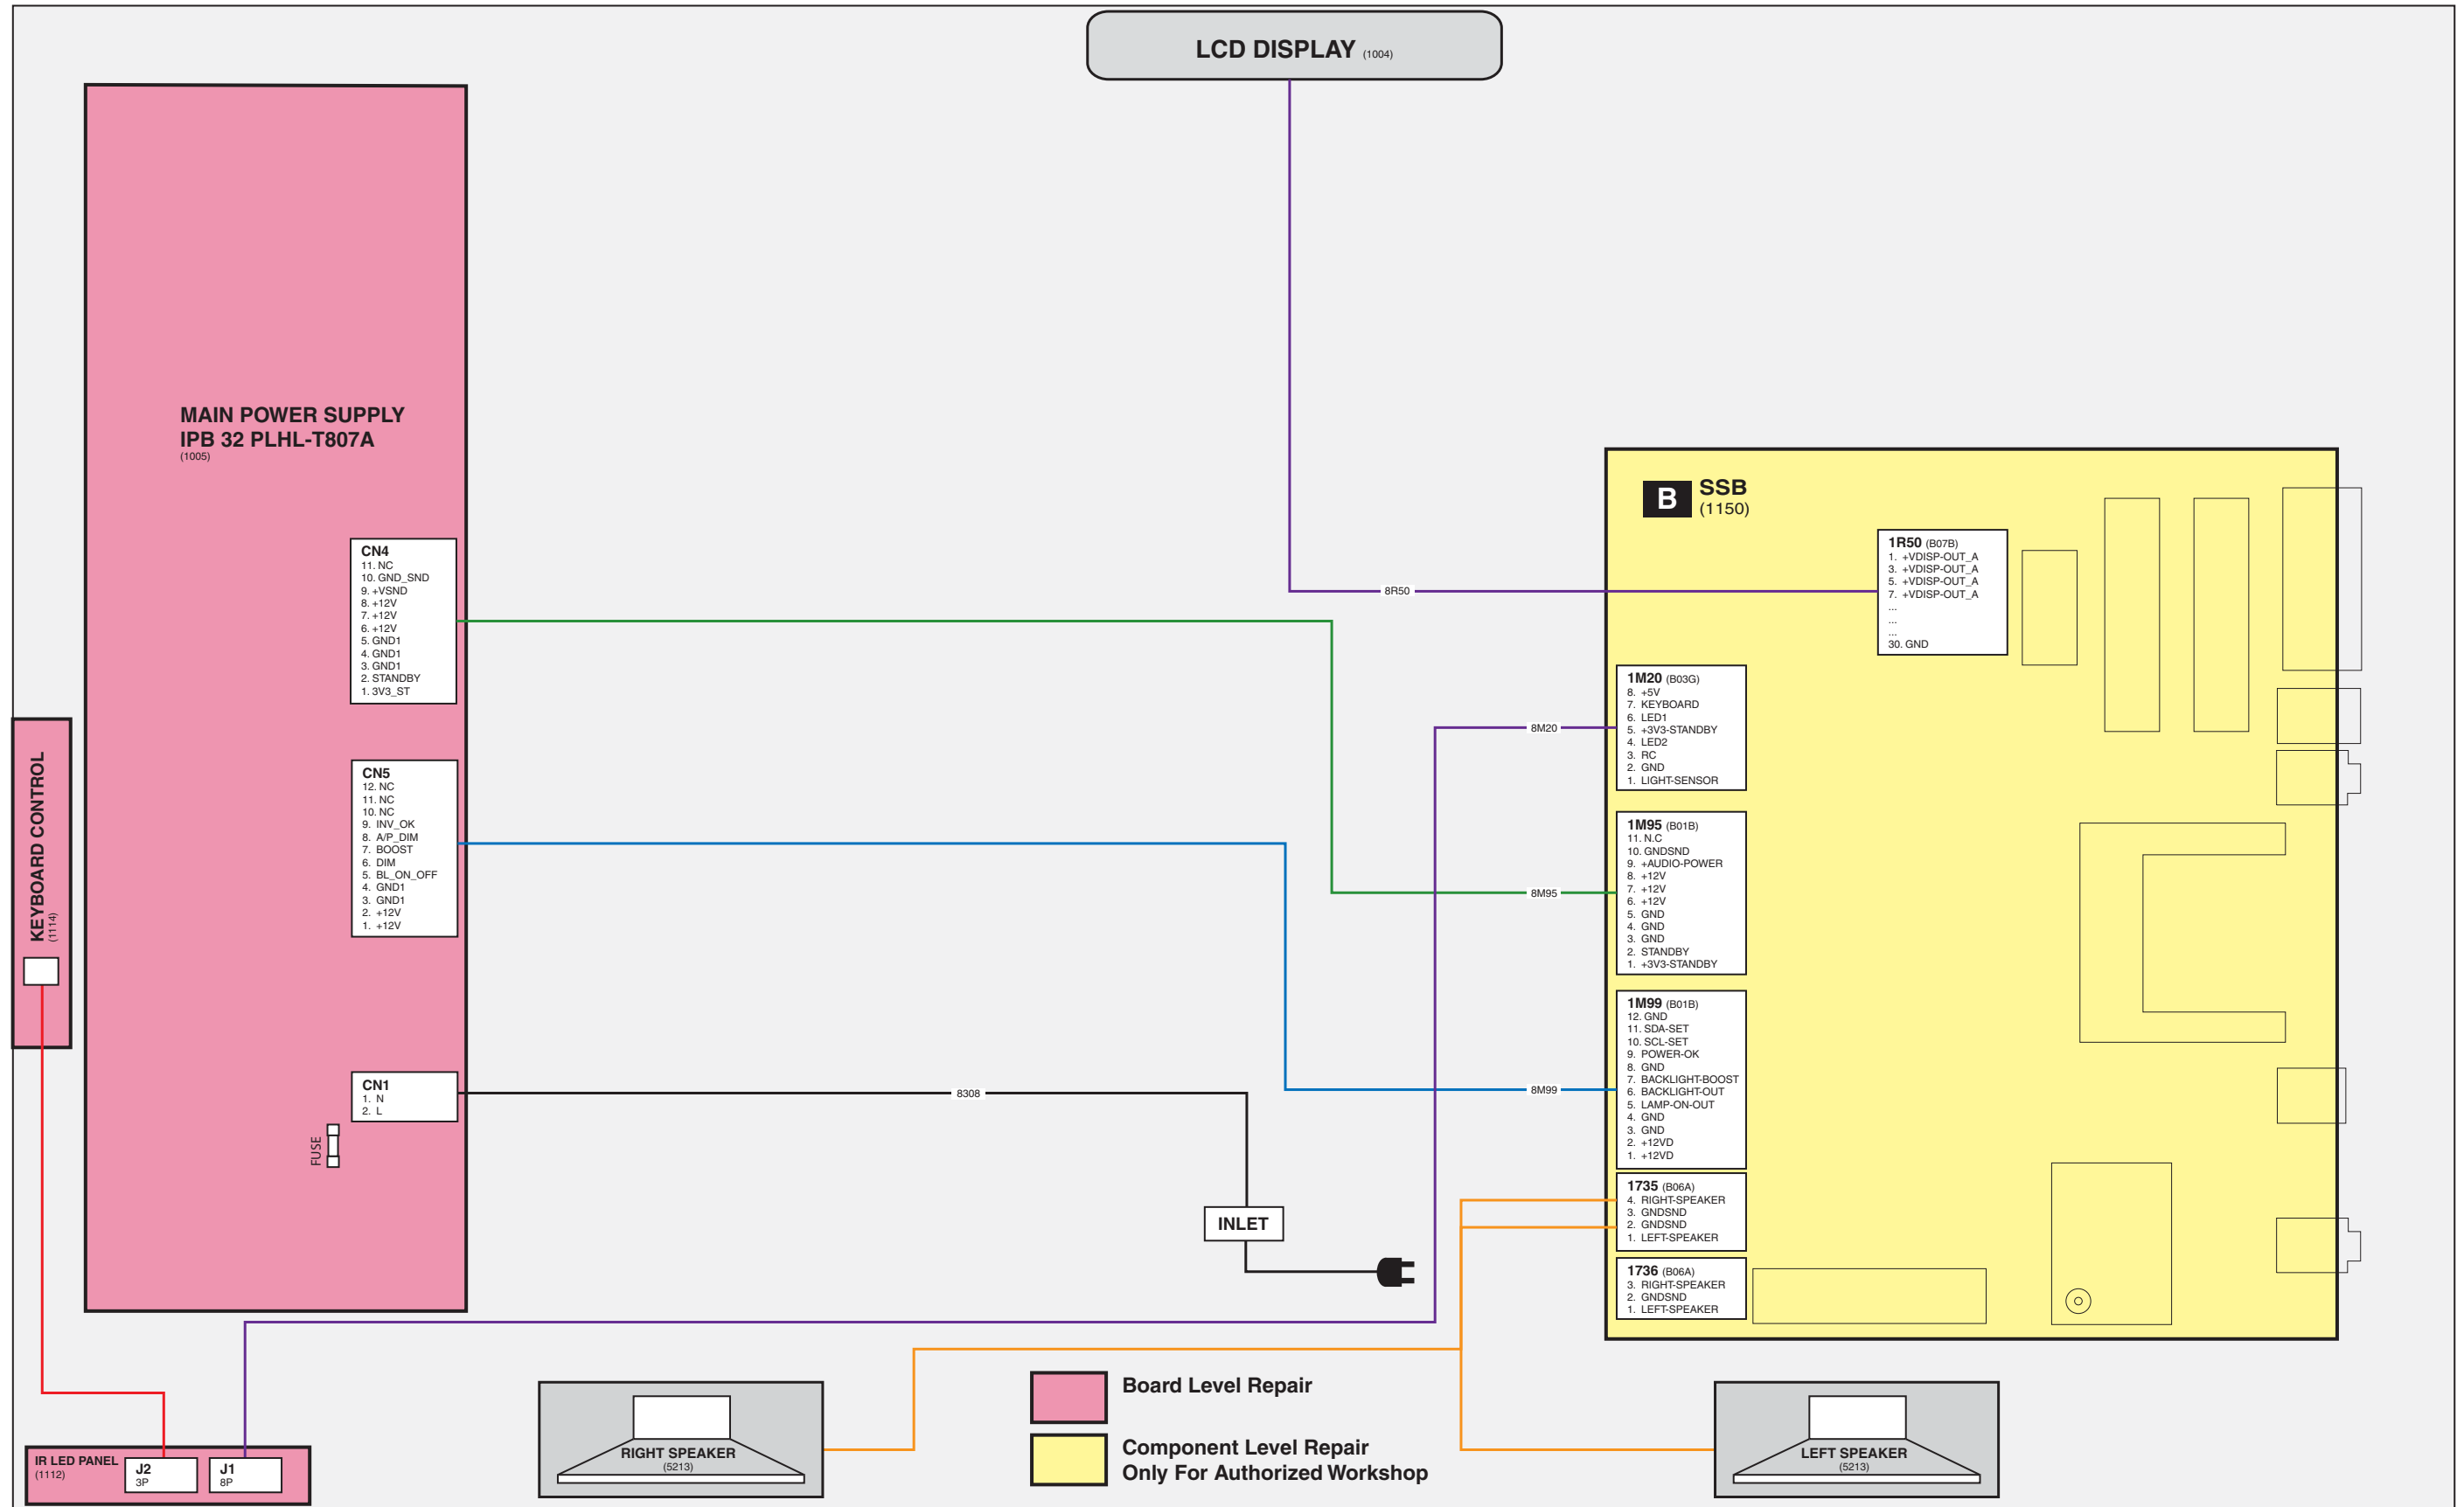 LCD DISPLAY (1004)
MAIN POWER SUPPLY
IPB 32 PLHL-T807A
(1005)
CN4
11. NC
10. GND_SND
9. +VSND
8. +12V
7. +12V
6. +12V
5. GND1
4. GND1
3. GND1
2. STANDBY
1. 3V3_ST
CN5
12. NC
11. NC
10. NC
9. INV_OK
8. A/P_DIM
7. BOOST
6. DIM
5. BL_ON_OFF
4. GND1
3. GND1
2. +12V
1. +12V
CN1
1. N
2. L
FUSE
KEYBOARD CONTROL
(1114)
IR LED PANEL
(1112)
J2
3P
J1
8P
8R50
8M20
8M95
8M99
8308
INLET
B SSB
(1150)
1R50 (B07B)
1. +VDISP-OUT_A
3. +VDISP-OUT_A
5. +VDISP-OUT_A
7. +VDISP-OUT_A
...
...
...
30. GND
1M20 (B03G)
8. +5V
7. KEYBOARD
6. LED1
5. +3V3-STANDBY
4. LED2
3. RC
2. GND
1. LIGHT-SENSOR
1M95 (B01B)
11. N.C
10. GNDSND
9. +AUDIO-POWER
8. +12V
7. +12V
6. +12V
5. GND
4. GND
3. GND
2. STANDBY
1. +3V3-STANDBY
1M99 (B01B)
12. GND
11. SDA-SET
10. SCL-SET
9. POWER-OK
8. GND
7. BACKLIGHT-BOOST
6. BACKLIGHT-OUT
5. LAMP-ON-OUT
4. GND
3. GND
2. +12VD
1. +12VD
1735 (B06A)
4. RIGHT-SPEAKER
3. GNDSND
2. GNDSND
1. LEFT-SPEAKER
1736 (B06A)
3. RIGHT-SPEAKER
2. GNDSND
1. LEFT-SPEAKER
RIGHT SPEAKER
(5213)
Board Level Repair
Component Level Repair
Only For Authorized Workshop
LEFT SPEAKER
(5213)